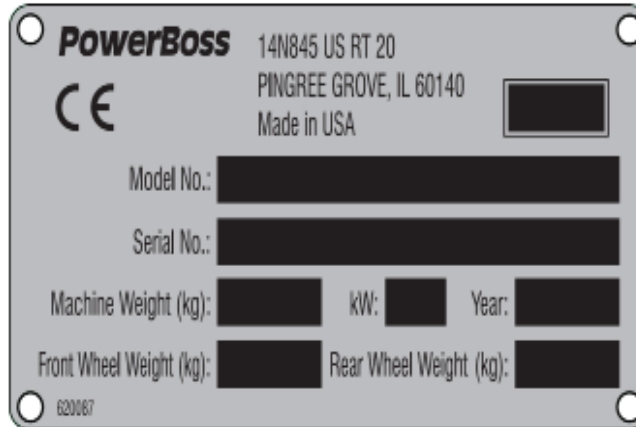 PowerBoss
14N845 US RT 20
PINGREE GROVE, IL 60140
CE
Made in USA
Model No.:
Serial No.:
Machine Weight (kg): kW: Year:
Front Wheel Weight (kg): Rear Wheel Weight (kg):
620087